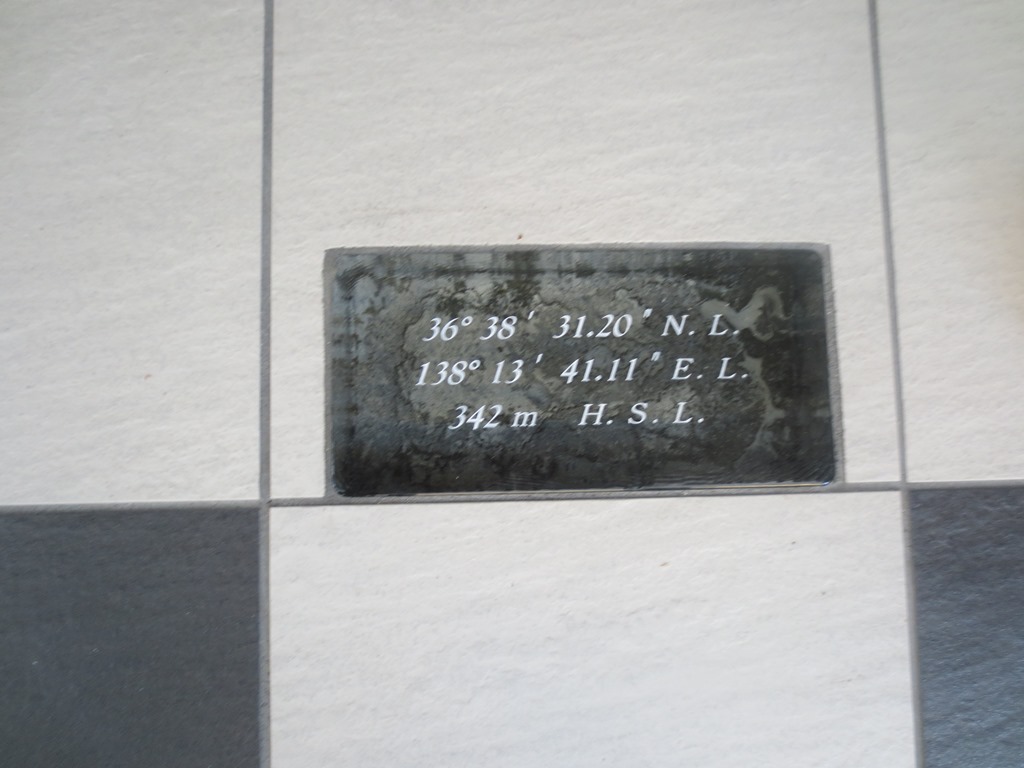 36° 38' 31.20" N. L.
138° 13' 41.11" E. L.
342 m H. S. L.